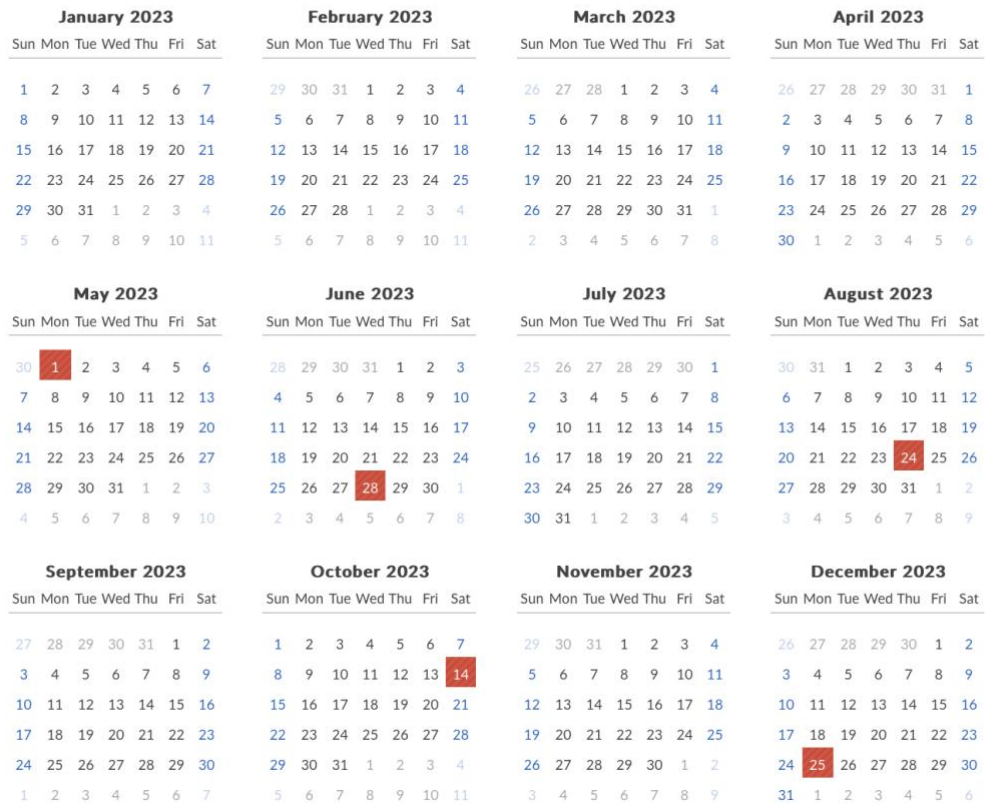 January 2023 February 2023 March 2023 April 2023
Sun Mon Tue Wed Thu Fri Sat Sun Mon Tue Wed Thu Fri Sat Sun Mon Tue Wed Thu Fri Sat Sun Mon Tue Wed Thu Fri Sat
1 2 3 4 5 6 7 29 30 31 1 2 3 4 26 27 28 1 2 3 4 26 27 28 29 30 31 1
8 9 10 11 12 13 14 5 6 7 8 9 10 11 5 6 7 8 9 10 11 2 3 4 5 6 7 8
15 16 17 18 19 20 21 12 13 14 15 16 17 18 12 13 14 15 16 17 18 9 10 11 12 13 14 15
22 23 24 25 26 27 28 19 20 21 22 23 24 25 19 20 21 22 23 24 25 16 17 18 19 20 21 22
29 30 31 1 2 3 4 26 27 28 1 2 3 4 26 27 28 29 30 31 1 23 24 25 26 27 28 29
5 6 7 8 9 10 11 5 6 7 8 9 10 11 2 3 4 5 6 7 8 30 1 2 3 4 5 6
May 2023 June 2023 July 2023 August 2023
Sun Mon Tue Wed Thu Fri Sat Sun Mon Tue Wed Thu Fri Sat Sun Mon Tue Wed Thu Fri Sat Sun Mon Tue Wed Thu Fri Sat
30 1 2 3 4 5 6 28 29 30 31 1 2 3 25 26 27 28 29 30 1 30 31 1 2 3 4 5
7 8 9 10 11 12 13 4 5 6 7 8 9 10 2 3 4 5 6 7 8 6 7 8 9 10 11 12
14 15 16 17 18 19 20 11 12 13 14 15 16 17 9 10 11 12 13 14 15 13 14 15 16 17 18 19
21 22 23 24 25 26 27 18 19 20 21 22 23 24 16 17 18 19 20 21 22 20 21 22 23 24 25 26
28 29 30 31 1 2 3 25 26 27 28 29 30 1 23 24 25 26 27 28 29 27 28 29 30 31 1 2
4 5 6 7 8 9 10 2 3 4 5 6 7 8 30 31 1 2 3 4 5 3 4 5 6 7 8 9
September 2023 October 2023 November 2023 December 2023
Sun Mon Tue Wed Thu Fri Sat Sun Mon Tue Wed Thu Fri Sat Sun Mon Tue Wed Thu Fri Sat Sun Mon Tue Wed Thu Fri Sat
27 28 29 30 31 1 2 1 2 3 4 5 6 7 29 30 31 1 2 3 4 26 27 28 29 30 1 2
3 4 5 6 7 8 9 8 9 10 11 12 13 14 5 6 7 8 9 10 11 3 4 5 6 7 8 9
10 11 12 13 14 15 16 15 16 17 18 19 20 21 12 13 14 15 16 17 18 10 11 12 13 14 15 16
17 18 19 20 21 22 23 22 23 24 25 26 27 28 19 20 21 22 23 24 25 17 18 19 20 21 22 23
24 25 26 27 28 29 30 29 30 31 1 2 3 4 26 27 28 29 30 1 2 24 25 26 27 28 29 30
1 2 3 4 5 6 7 5 6 7 8 9 10 11 3 4 5 6 7 8 9 31 1 2 3 4 5 6